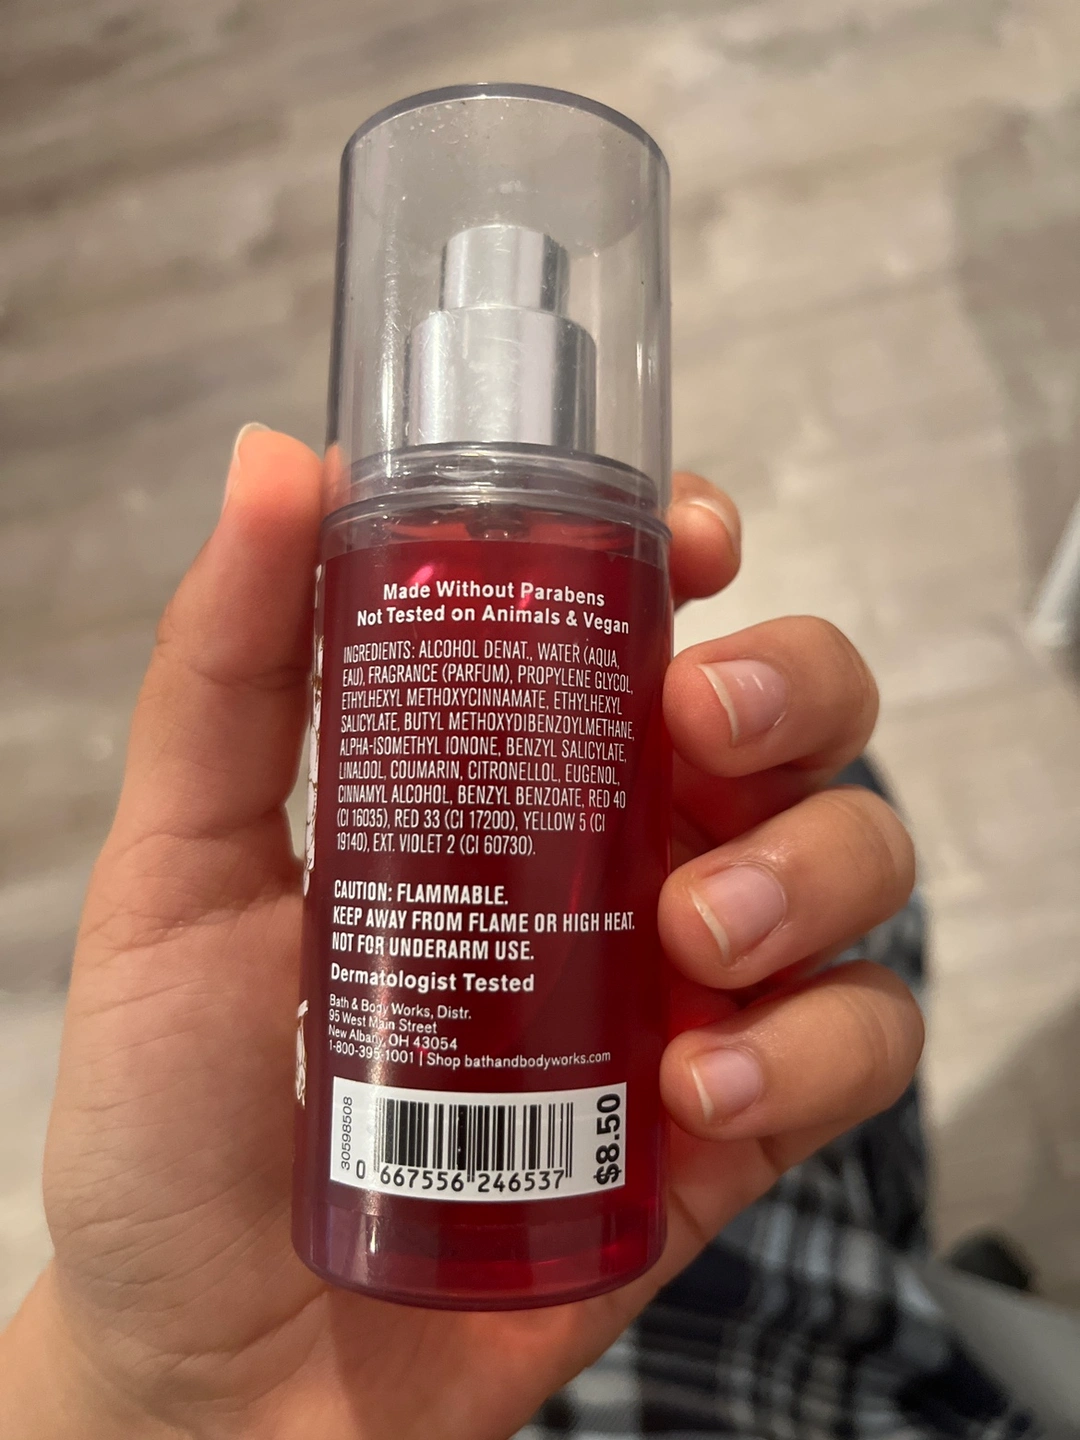 Made Without Parabens
Not Tested on Animals & Vegan
INGREDIENTS: ALCOHOL DENAT., WATER (AQUA,
EAU), FRAGRANCE (PARFUM), PROPYLENE GLYCOL,
ETHYLHEXYL METHOXYCINNAMATE, ETHYLHEXYL
SALICYLATE, BUTYL METHOXYDIBENZOYLMETHANE,
ALPHA-ISOMETHYL IONONE, BENZYL SALICYLATE,
LINALOOL, COUMARIN, CITRONELLOL, EUGENOL,
CINNAMYL ALCOHOL, BENZYL BENZOATE, RED 40
(CI 16035), RED 33 (CI 17200), YELLOW 5 (CI
19140), EXT. VIOLET 2 (CI 60730).
CAUTION: FLAMMABLE.
KEEP AWAY FROM FLAME OR HIGH HEAT.
NOT FOR UNDERARM USE.
Dermatologist Tested
Bath & Body Works, Distr.
95 West Main Street
New Albany, OH 43054
1-800-395-1001 | Shop bathandbodyworks.com
30598508
0 667556 246537
$8.50